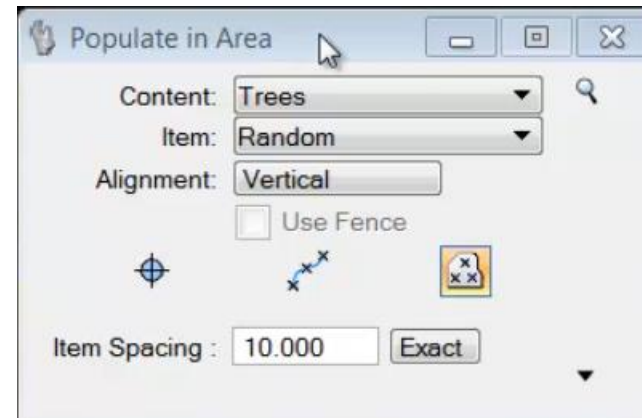 Populate in Area
Content: Trees
Item: Random
Alignment: Vertical
Use Fence
Item Spacing : 10.000 Exact